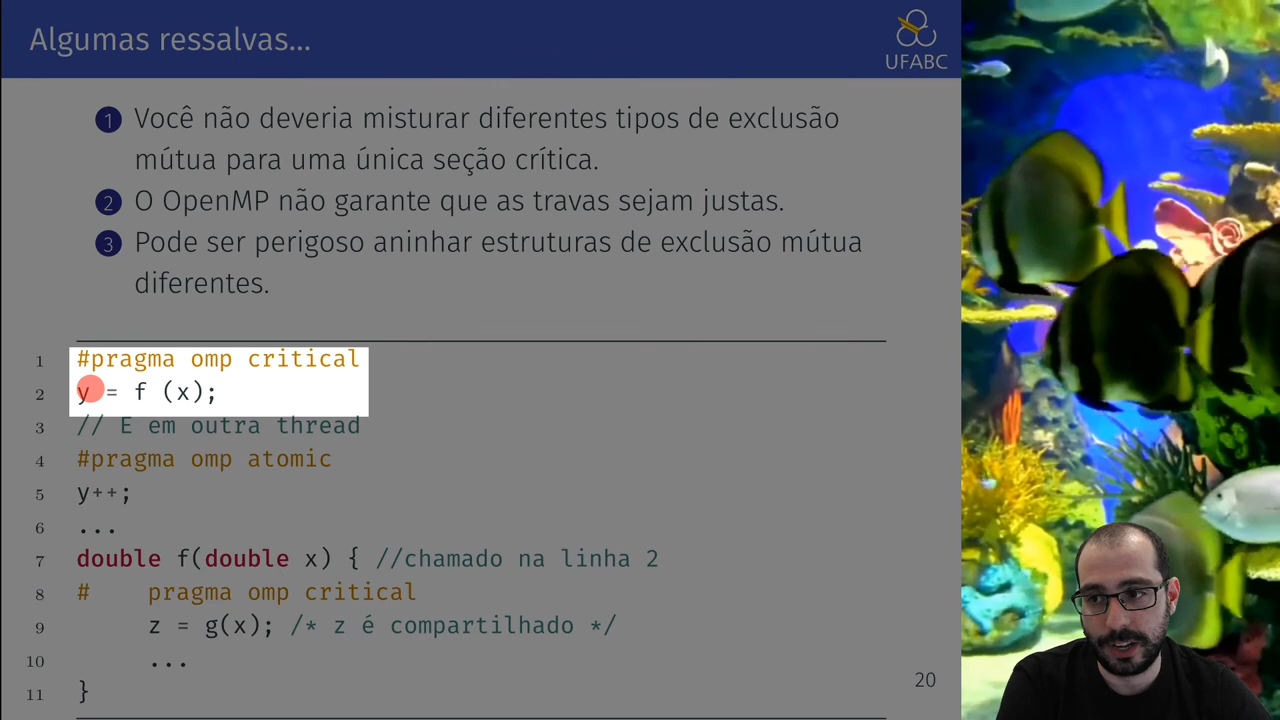 Algumas ressalvas...
UFABC
1 Você não deveria misturar diferentes tipos de exclusão
mútua para uma única seção crítica.
2 O OpenMP não garante que as travas sejam justas.
3 Pode ser perigoso aninhar estruturas de exclusão mútua
diferentes.
1 #pragma omp critical
2 y = f (x);
3 // E em outra thread
4 #pragma omp atomic
5 y++;
6 ...
7 double f(double x) { //chamado na linha 2
8 #    pragma omp critical
9      z = g(x); /* z é compartilhado */
10      ...
11 }
20